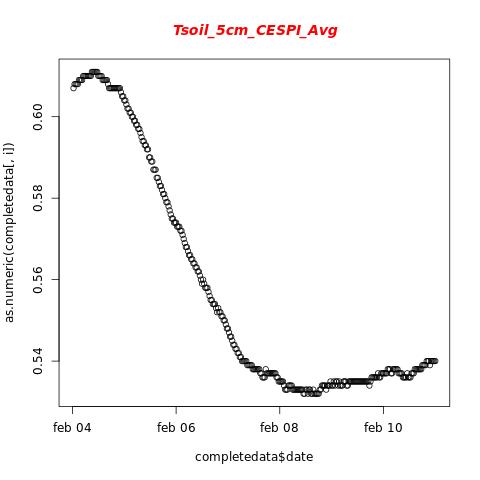 Tsoil_5cm_CESPI_Avg
as.numeric(completedata[, i])
0.60
0.58
0.56
0.54
feb 04 feb 06 feb 08 feb 10
completedata$date